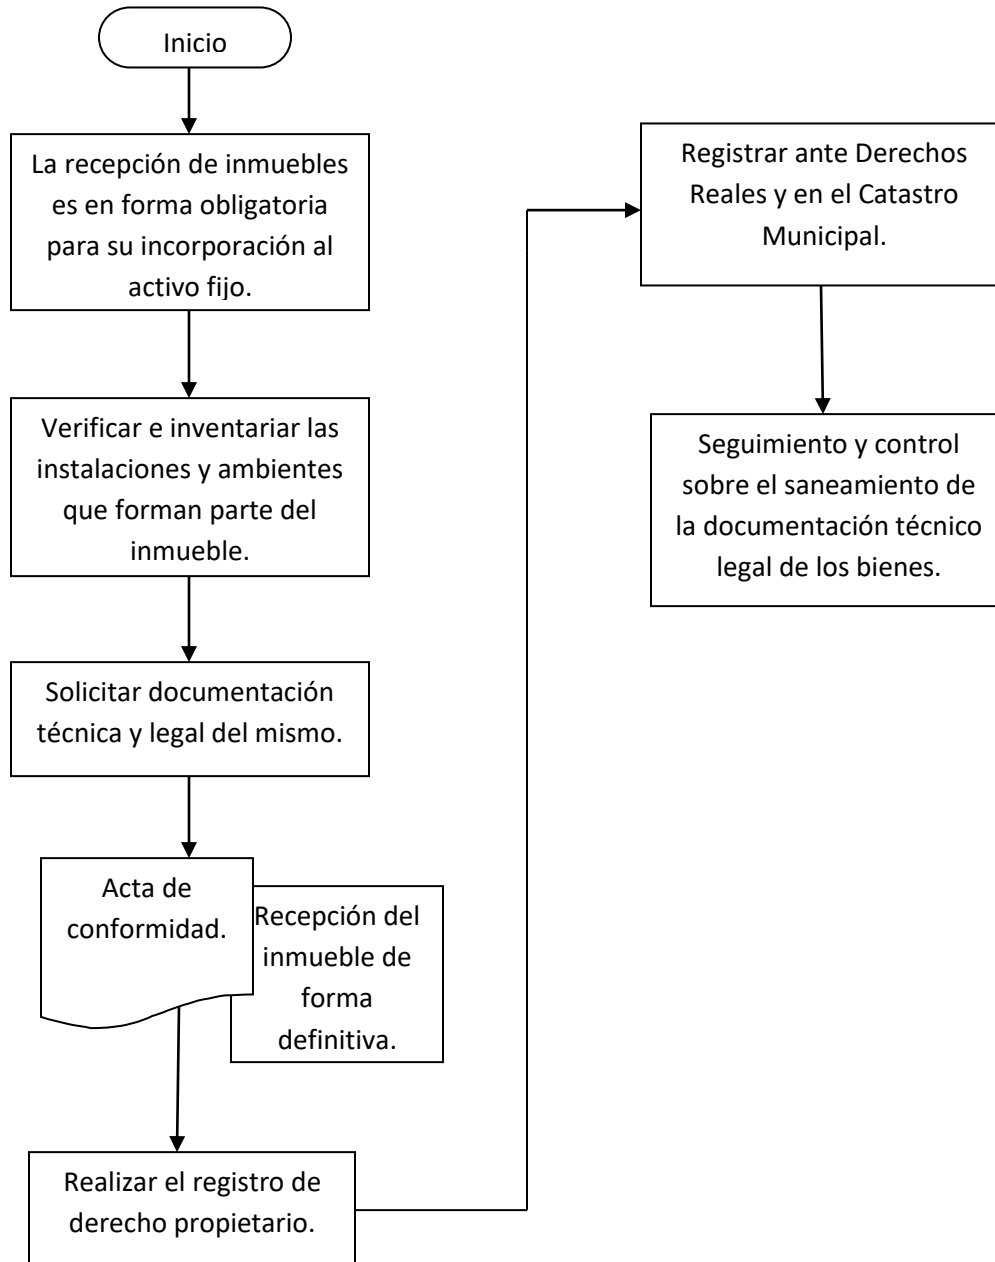 Inicio
La recepción de inmuebles
es en forma obligatoria
para su incorporación al
activo fijo.
Verificar e inventariar las
instalaciones y ambientes
que forman parte del
inmueble.
Solicitar documentación
técnica y legal del mismo.
Acta de
conformidad.
Recepción del
inmueble de
forma
definitiva.
Realizar el registro de
derecho propietario.
Registrar ante Derechos
Reales y en el Catastro
Municipal.
Seguimiento y control
sobre el saneamiento de
la documentación técnico
legal de los bienes.